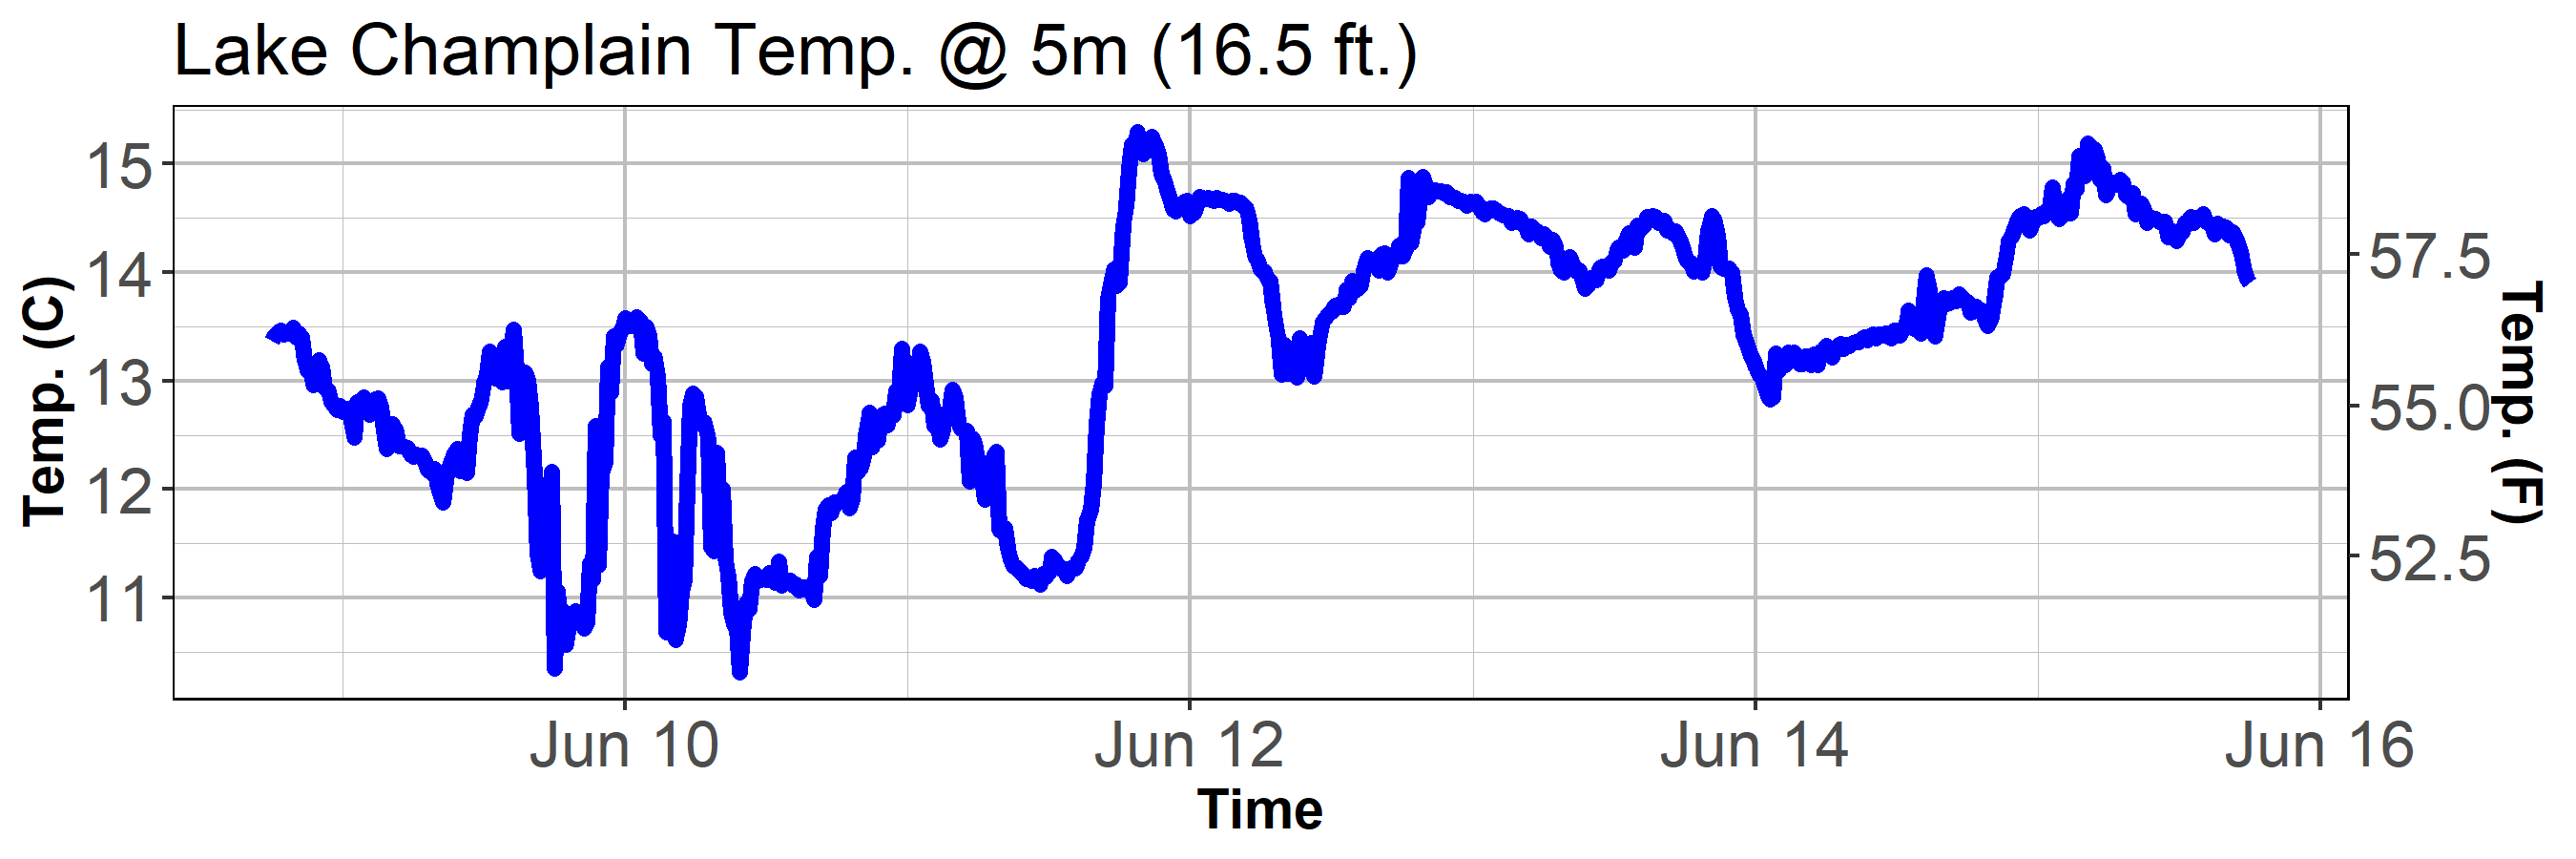 Lake Champlain Temp. @ 5m (16.5 ft.)
Temp. (C)
15
14
13
12
11
57.5
55.0
52.5
Temp. (F)
Jun 10
Jun 12
Jun 14
Jun 16
Time